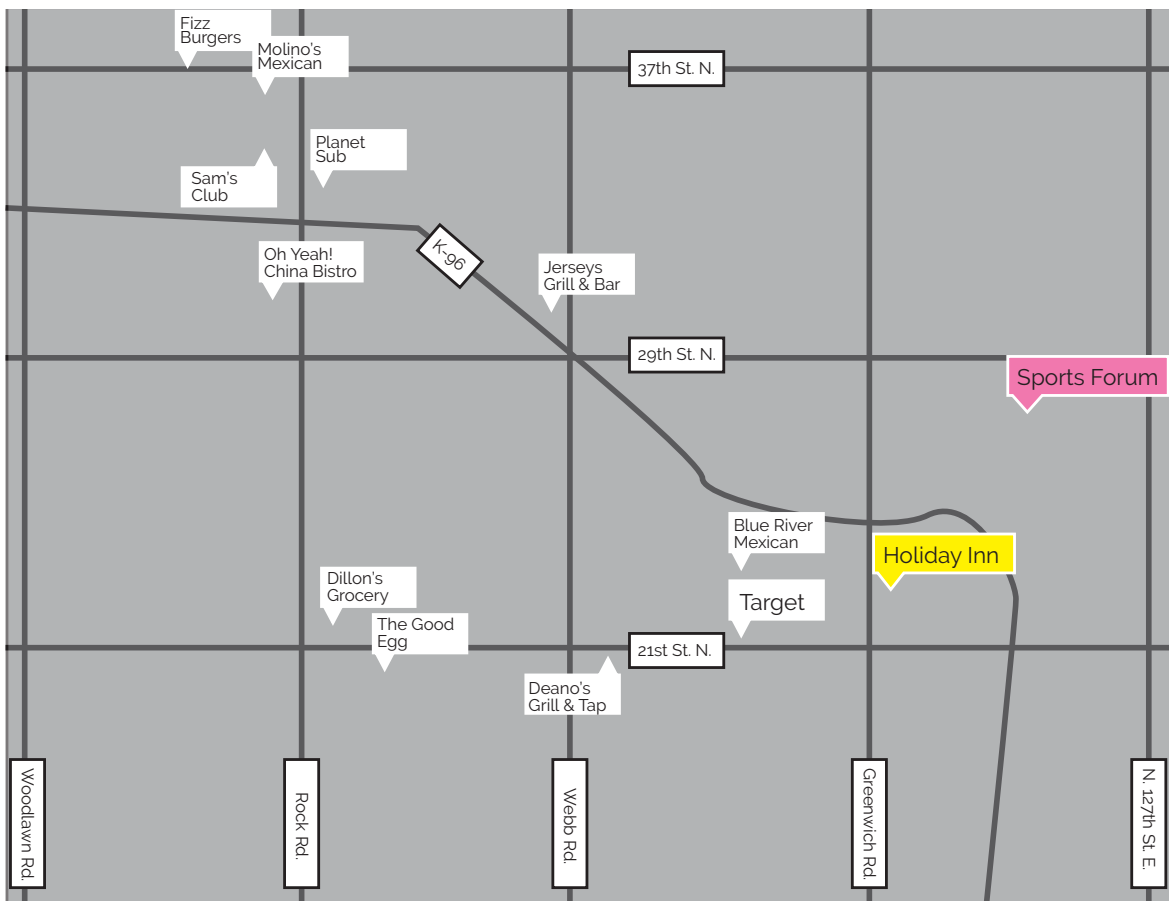 Fizz
Burgers
Molino's
Mexican
37th St. N.
Planet
Sub
Sam's
Club
Oh Yeah!
China Bistro
K-96
Jerseys
Grill & Bar
29th St. N.
Sports Forum
Blue River
Mexican
Holiday Inn
Dillon's
Grocery
Target
The Good
Egg
21st St. N.
Deano's
Grill & Tap
Woodlawn Rd.
Rock Rd.
Webb Rd.
Greenwich Rd.
N. 127th St. E.